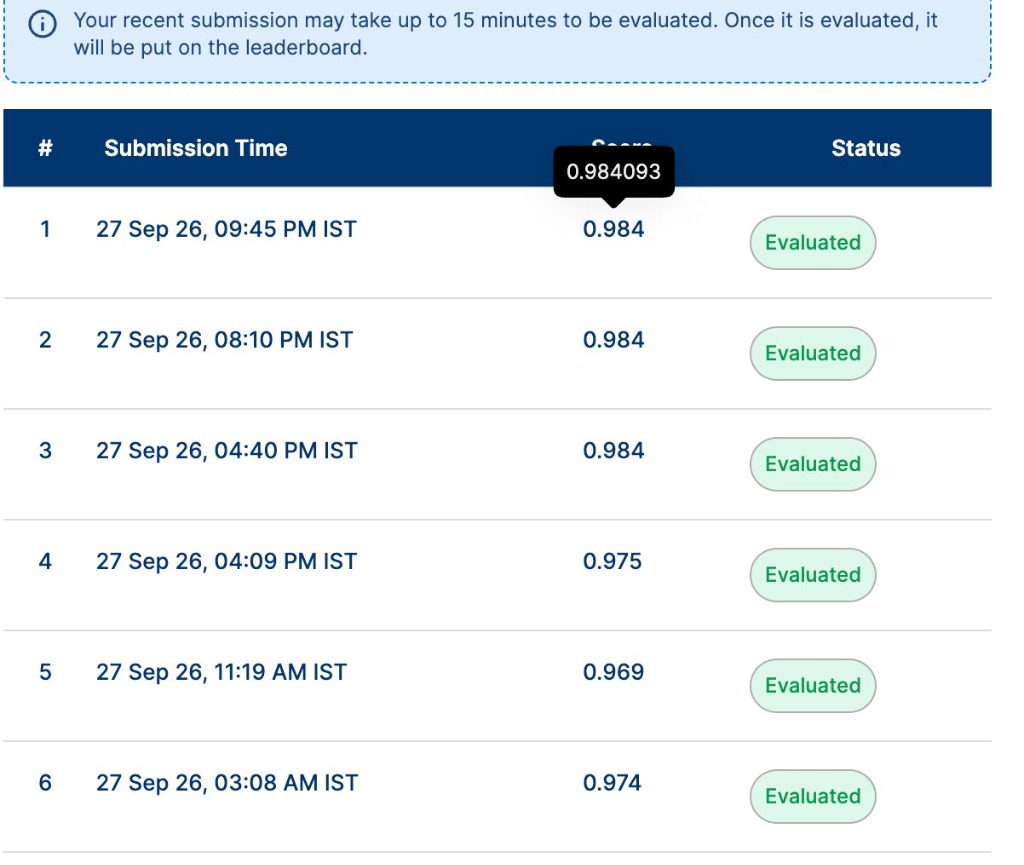 Your recent submission may take up to 15 minutes to be evaluated. Once it is evaluated, it
will be put on the leaderboard.
# Submission Time Status
0.984093
1 27 Sep 26, 09:45 PM IST 0.984 Evaluated
2 27 Sep 26, 08:10 PM IST 0.984 Evaluated
3 27 Sep 26, 04:40 PM IST 0.984 Evaluated
4 27 Sep 26, 04:09 PM IST 0.975 Evaluated
5 27 Sep 26, 11:19 AM IST 0.969 Evaluated
6 27 Sep 26, 03:08 AM IST 0.974 Evaluated